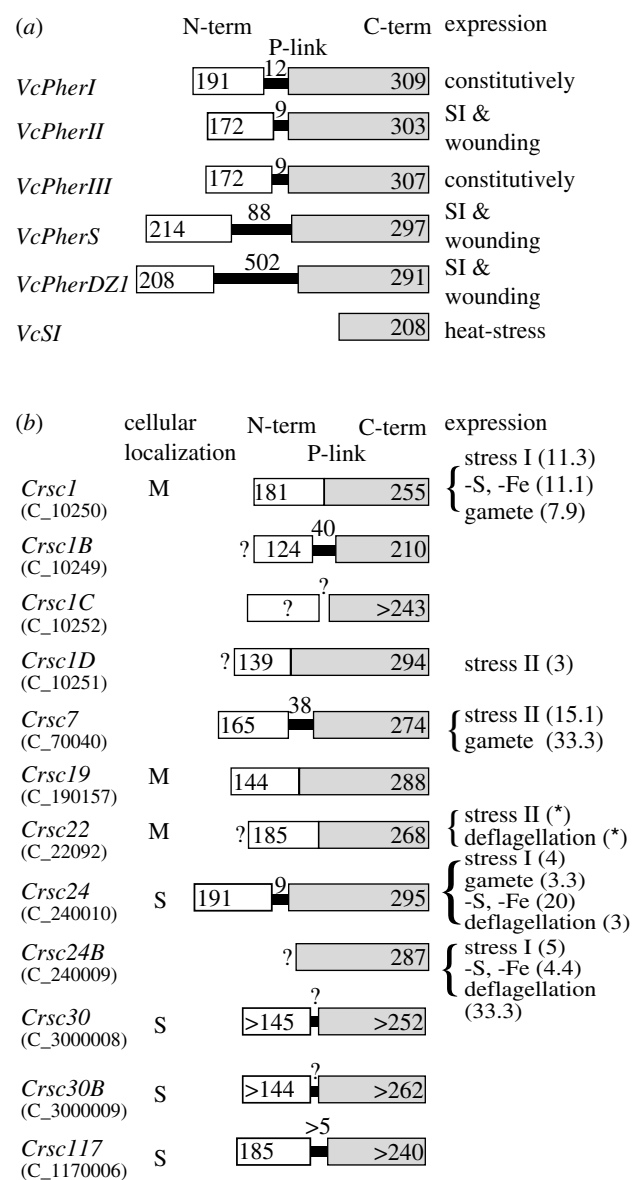 (a)
N-term C-term expression
P-link
VcPherI 191 12 309 constitutively
VcPherII 172 9 303 SI & wounding
VcPherIII 172 9 307 constitutively
VcPherS 214 88 297 SI & wounding
VcPherDZ1 208 502 291 SI & wounding
VcSI 208 heat-stress
(b) cellular localization N-term C-term expression
P-link
Crsc1 (C_10250) M 181 255 { stress I (11.3)
-S, -Fe (11.1)
gamete (7.9)
Crsc1B (C_10249) ? 124 40 210
Crsc1C (C_10252) ? ? >243
Crsc1D (C_10251) ? 139 294 stress II (3)
Crsc7 (C_70040) 165 38 274 { stress II (15.1)
gamete (33.3)
Crsc19 (C_190157) M 144 288
Crsc22 (C_22092) M ? 185 268 { stress II (*)
deflagellation (*)
Crsc24 (C_240010) S 191 9 295 { stress I (4)
gamete (3.3)
-S, -Fe (20)
deflagellation (3)
Crsc24B (C_240009) ? 287 { stress I (5)
-S, -Fe (4.4)
deflagellation
(33.3)
Crsc30 (C_3000008) S >145 ? >252
Crsc30B (C_3000009) S >144 ? >262
Crsc117 (C_1170006) S 185 >5 >240